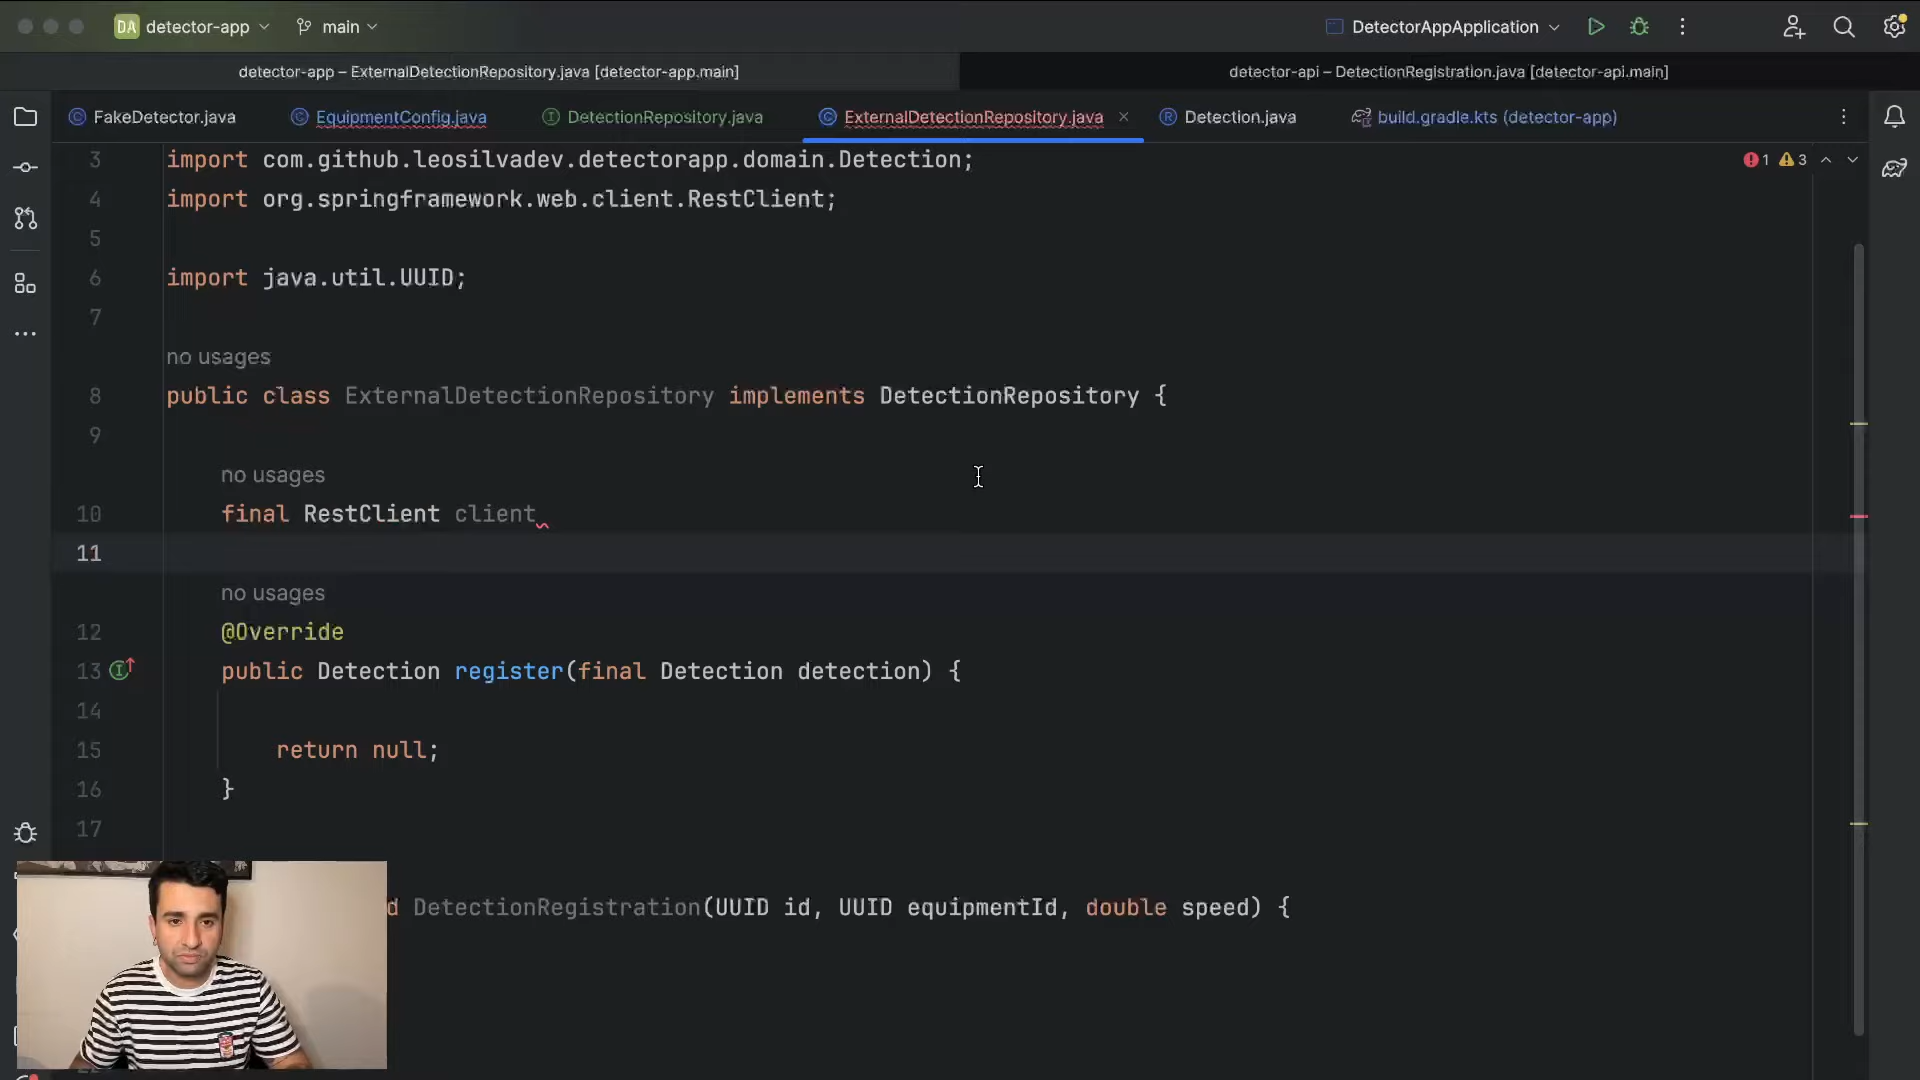 DA detector-app main DetectorAppApplication
detector-app – ExternalDetectionRepository.java [detector-app.main] detector-api – DetectionRegistration.java [detector-api.main]
FakeDetector.java EquipmentConfig.java DetectionRepository.java ExternalDetectionRepository.java Detection.java build.gradle.kts (detector-app)
3 import com.github.leosilvadev.detectorapp.domain.Detection; 1 3
4 import org.springframework.web.client.RestClient;
5
6 import java.util.UUID;
7
no usages
8 public class ExternalDetectionRepository implements DetectionRepository {
9
no usages
10 final RestClient client
11
no usages
12 @Override
13 public Detection register(final Detection detection) {
14
15 return null;
16 }
17
d DetectionRegistration(UUID id, UUID equipmentId, double speed) {